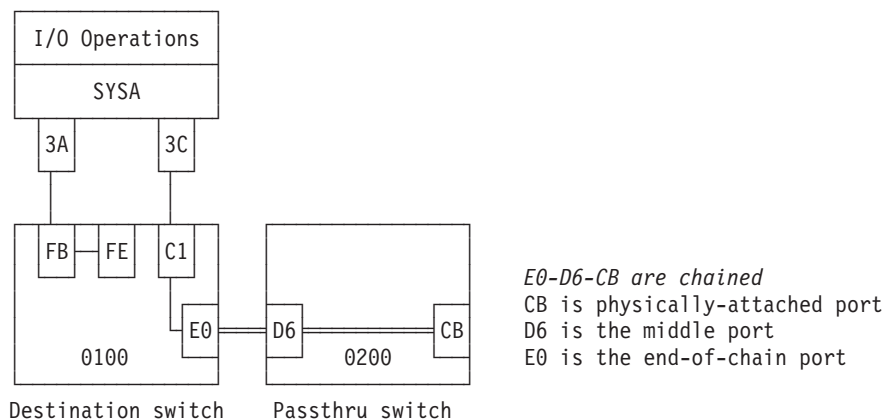 I/O Operations
SYSA
3A 3C
FB FE C1
E0 D6 CB
0100 0200
Destination switch Passthru switch
E0-D6-CB are chained
CB is physically-attached port
D6 is the middle port
E0 is the end-of-chain port